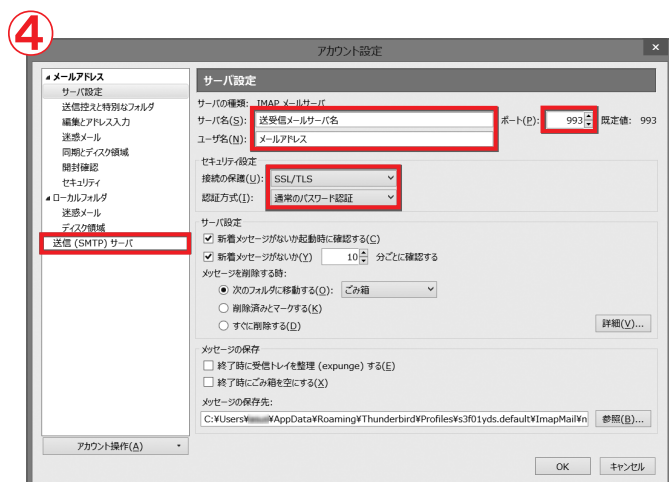 ④
アカウント設定
×
メールアドレス
サーバ設定
送信控えと特別なフォルダ
編集とアドレス入力
迷惑メール
同期とディスク領域
開封確認
セキュリティ
ローカルフォルダ
迷惑メール
ディスク領域
送信 (SMTP) サーバ
アカウント操作(A)
サーバ設定
サーバの種類: IMAP メールサーバ
サーバ名(S): 送受信メールサーバ名 ポート(P): 993 既定値: 993
ユーザ名(N): メールアドレス
セキュリティ設定
接続の保護(U): SSL/TLS
認証方式(I): 通常のパスワード認証
サーバ設定
新着メッセージがないか起動時に確認する(C)
新着メッセージがないか(Y) 10 分ごとに確認する
メッセージを削除する時:
次のフォルダに移動する(O): ごみ箱
削除済みとマークする(K)
すぐに削除する(D)
詳細(V)...
メッセージの保存
終了時に受信トレイを整理 (expunge) する(E)
終了時にごみ箱を空にする(X)
メッセージの保存先:
C:¥Users¥ ¥AppData¥Roaming¥Thunderbird¥Profiles¥s3f01yds.default¥ImapMail¥n 参照(B)...
OK キャンセル